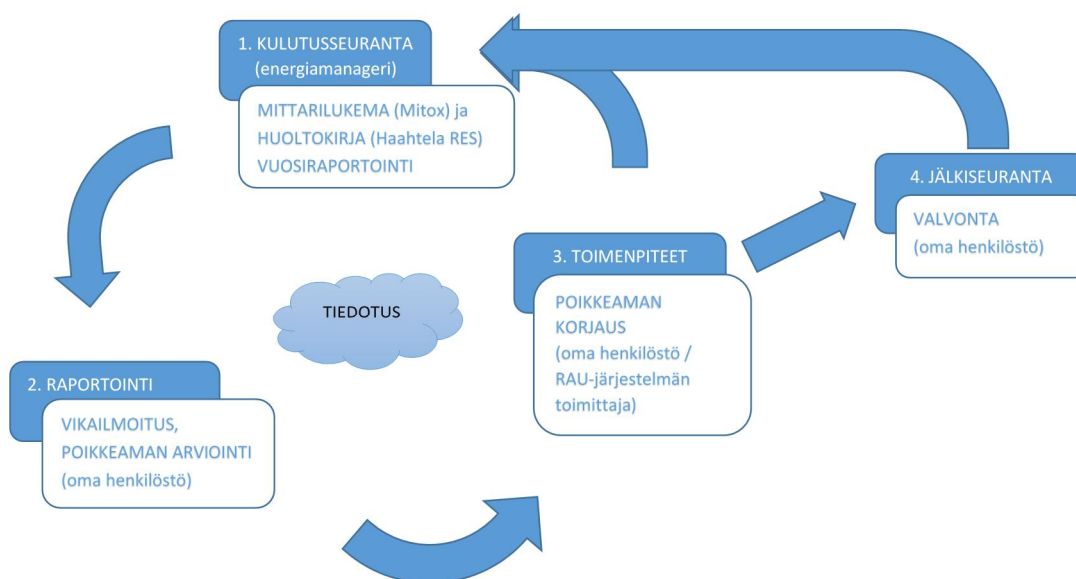 1. KULUTUSSEURANTA
(energiamanageri)
MITTARILUKEMA (Mitox) ja
HUOLTOKIRJA (Haahtela RES)
VUOSIRAPORTOINTI
2. RAPORTOINTI
VIKAILMOITUS,
POIKKEAMAN ARVIOINTI
(oma henkilöstö)
TIEDOTUS
3. TOIMENPITEET
POIKKEAMAN
KORJAUS
(oma henkilöstö /
RAU-järjestelmän
toimittaja)
4. JÄLKISEURANTA
VALVONTA
(oma henkilöstö)